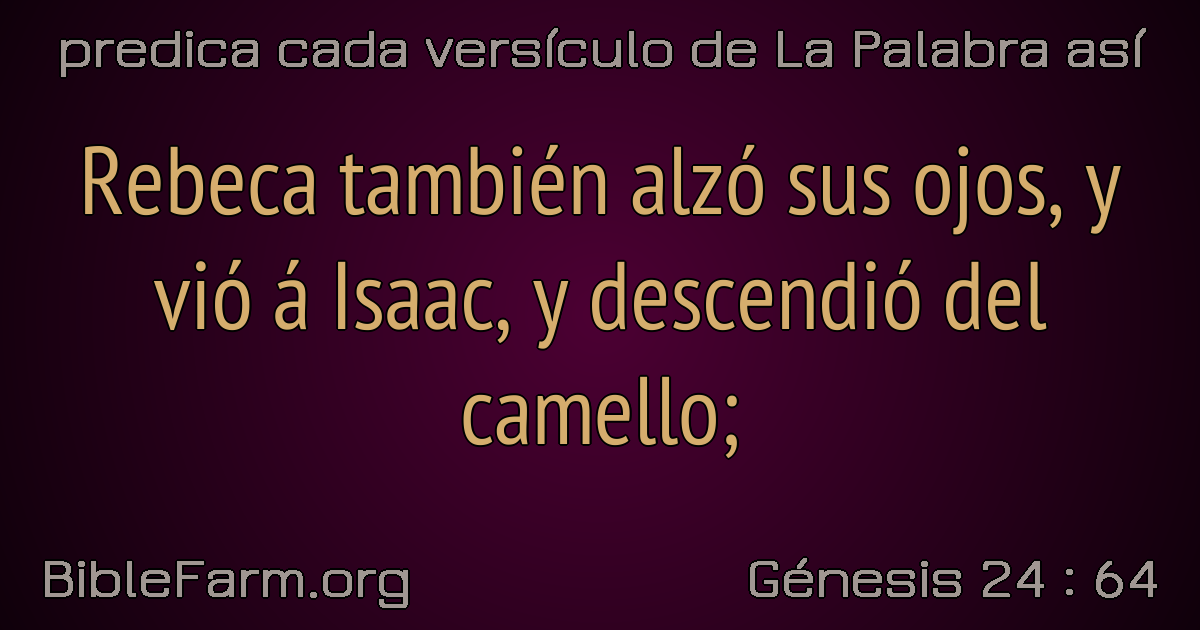 predica cada versículo de La Palabra así
Rebeca también alzó sus ojos, y
vió á Isaac, y descendió del
camello;
BibleFarm.org
Génesis 24 : 64